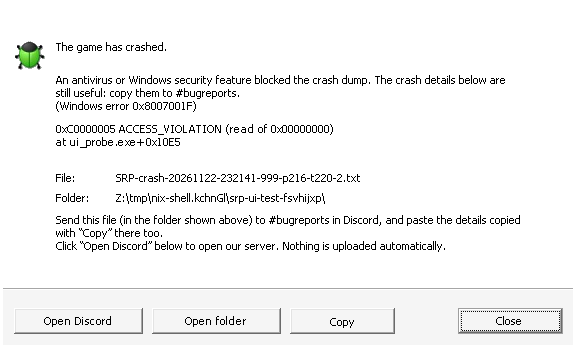 The game has crashed.
An antivirus or Windows security feature blocked the crash dump. The crash details below are
still useful: copy them to #bugreports.
(Windows error 0x8007001F)
0xC0000005 ACCESS_VIOLATION (read of 0x00000000)
at ui_probe.exe+0x10E5
File: SRP-crash-20261122-232141-999-p216-t220-2.txt
Folder: Z:\tmp\nix-shell.kchnGl\srp-ui-test-fsvhijxp\
Send this file (in the folder shown above) to #bugreports in Discord, and paste the details copied
with “Copy” there too.
Click “Open Discord” below to open our server. Nothing is uploaded automatically.
Open Discord Open folder Copy Close